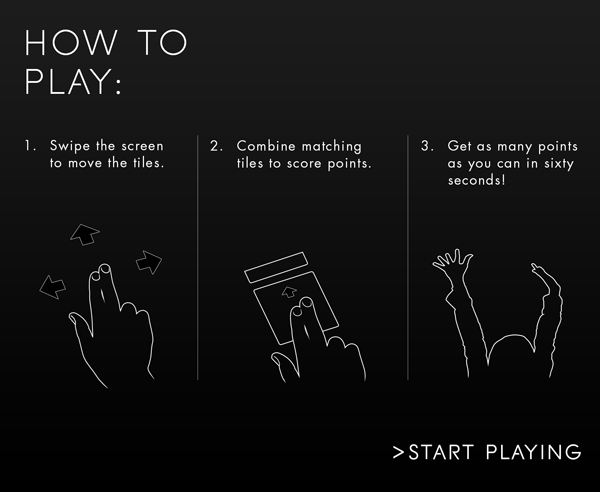 HOW TO
PLAY:
1. Swipe the screen
to move the tiles.
2. Combine matching
tiles to score points.
3. Get as many points
as you can in sixty
seconds!
>START PLAYING